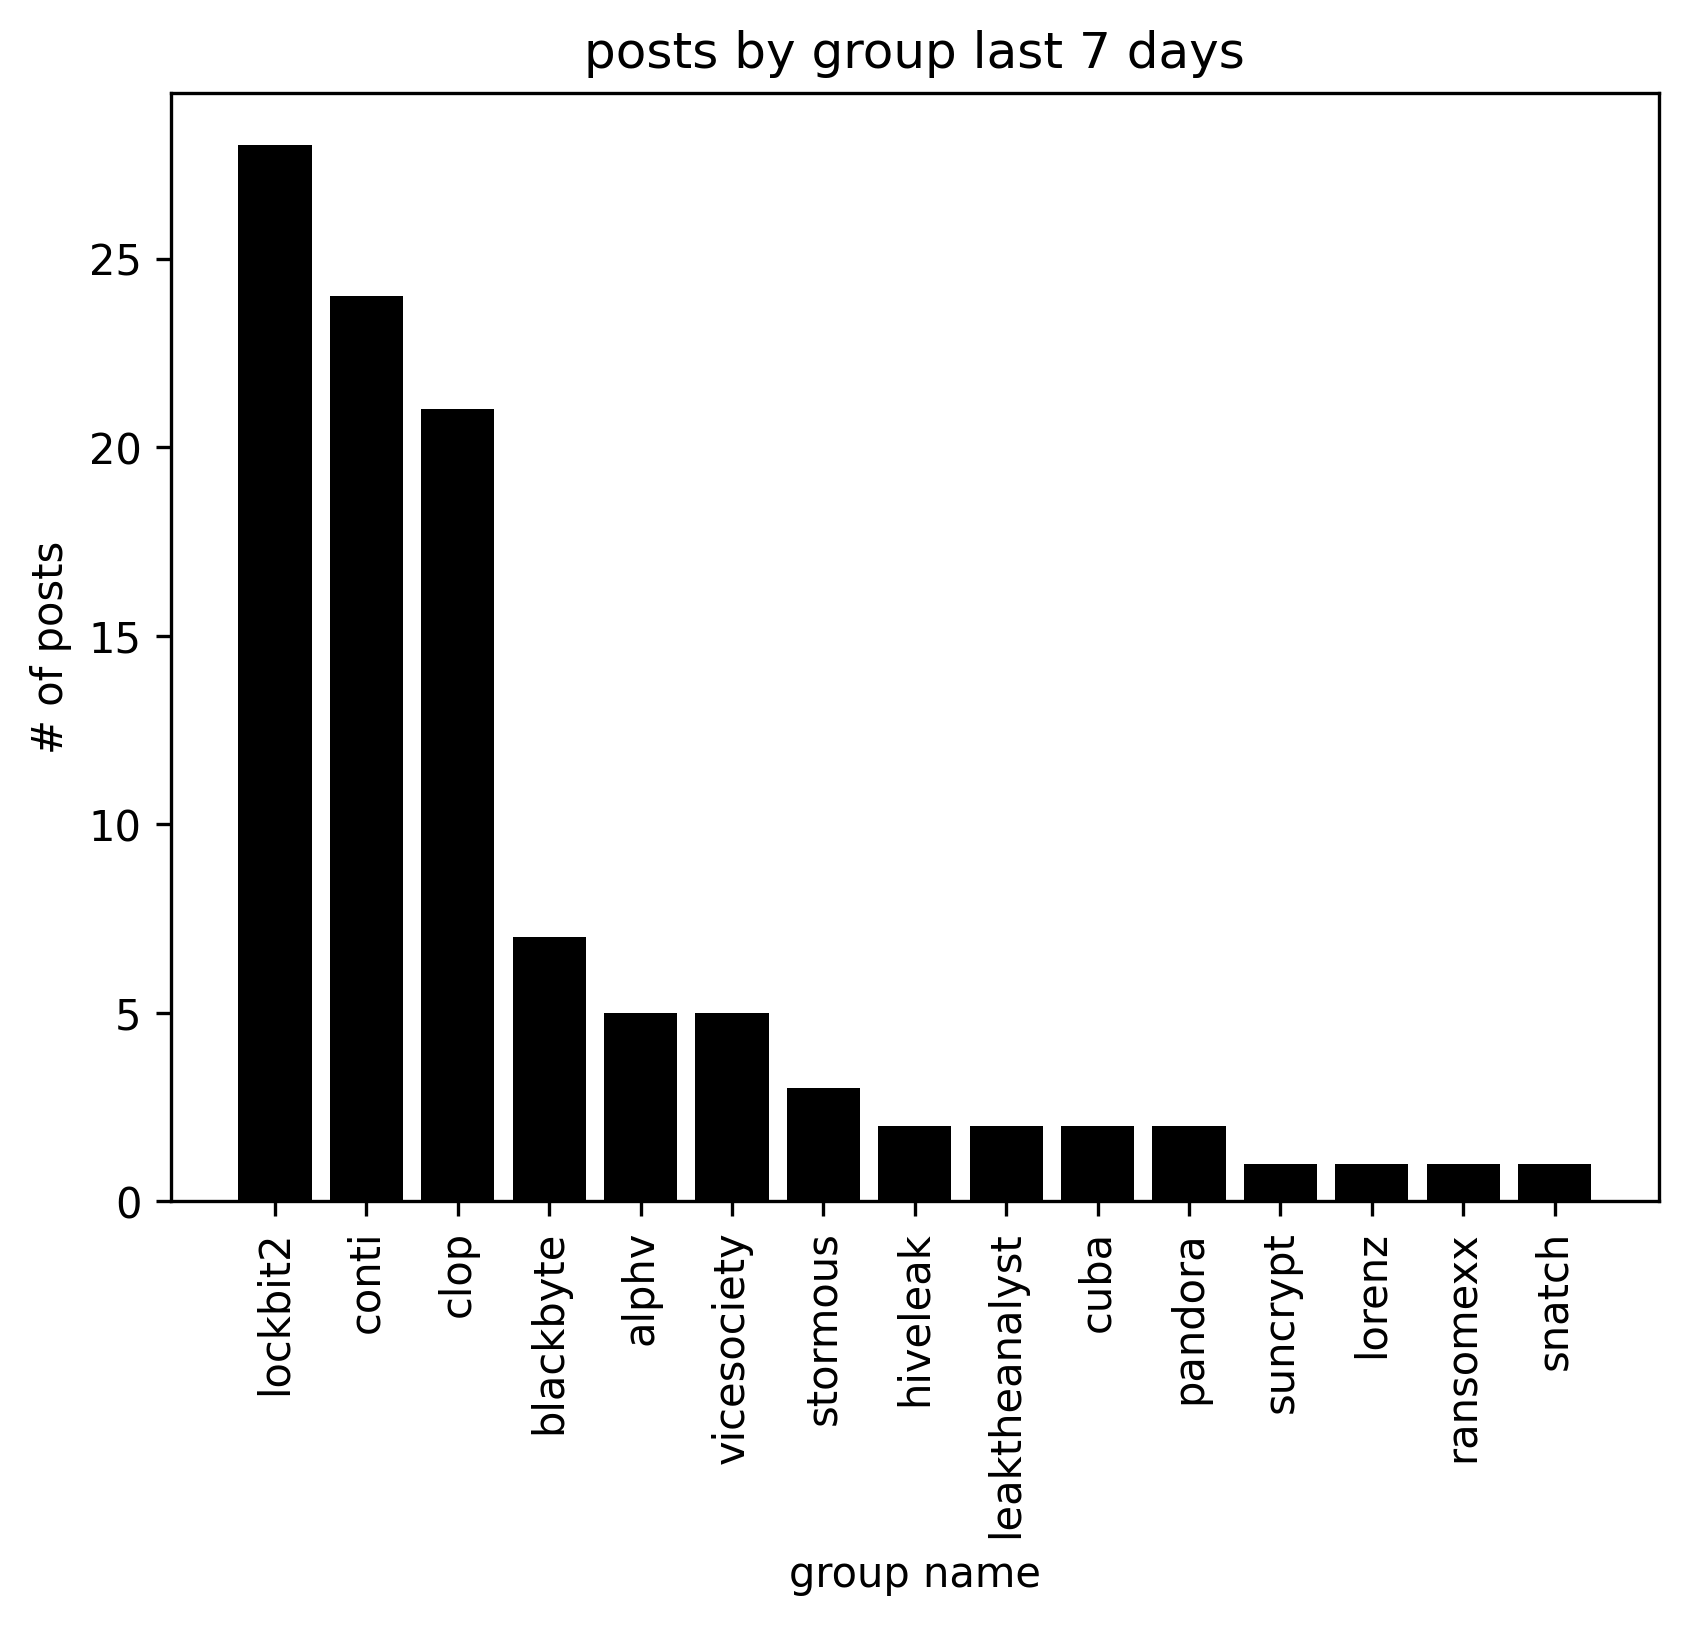 posts by group last 7 days
# of posts
25
20
15
10
5
0
lockbit2
conti
clop
blackbyte
alphv
vicesociety
stormous
hiveleak
leaktheanalyst
cuba
pandora
suncrypt
lorenz
ransomexx
snatch
group name